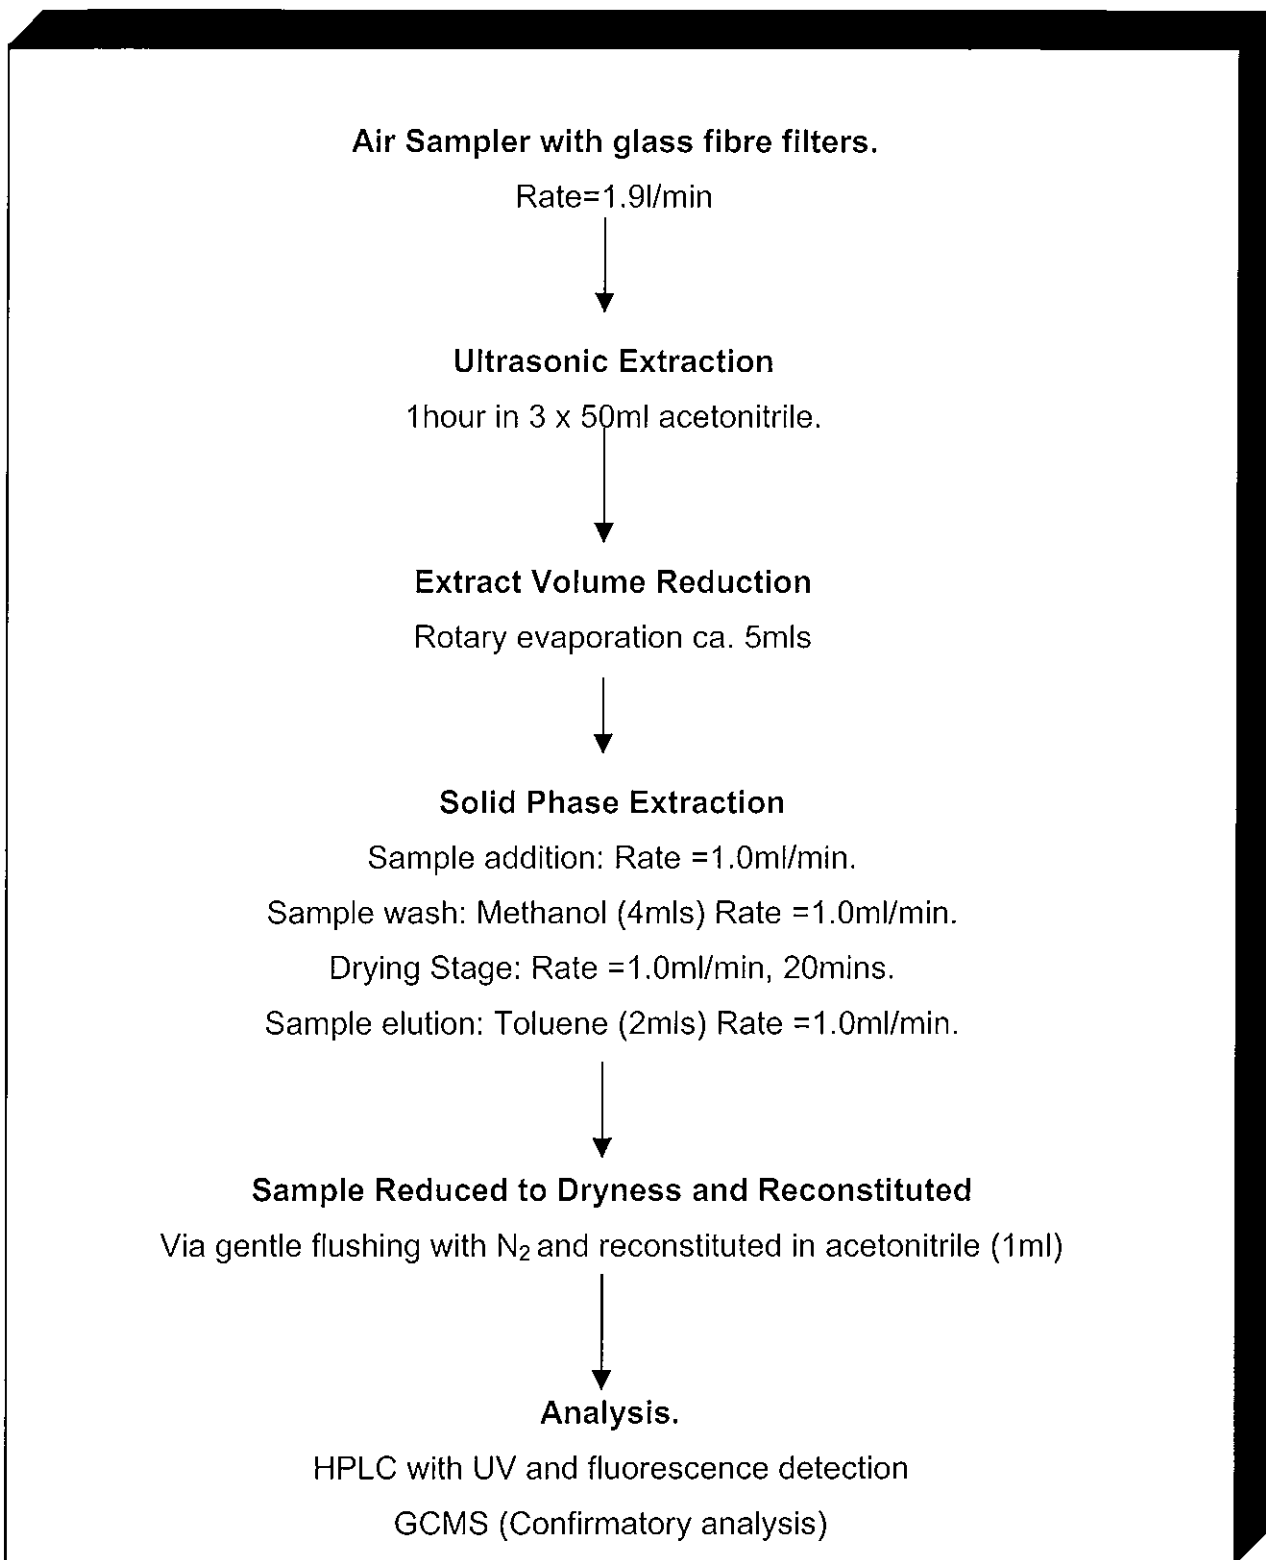 Air Sampler with glass fibre filters.
Rate=1.9l/min
Ultrasonic Extraction
1hour in 3 x 50ml acetonitrile.
Extract Volume Reduction
Rotary evaporation ca. 5mls
Solid Phase Extraction
Sample addition: Rate =1.0ml/min.
Sample wash: Methanol (4mls) Rate =1.0ml/min.
Drying Stage: Rate =1.0ml/min, 20mins.
Sample elution: Toluene (2mls) Rate =1.0ml/min.
Sample Reduced to Dryness and Reconstituted
Via gentle flushing with N₂ and reconstituted in acetonitrile (1ml)
Analysis.
HPLC with UV and fluorescence detection
GCMS (Confirmatory analysis)